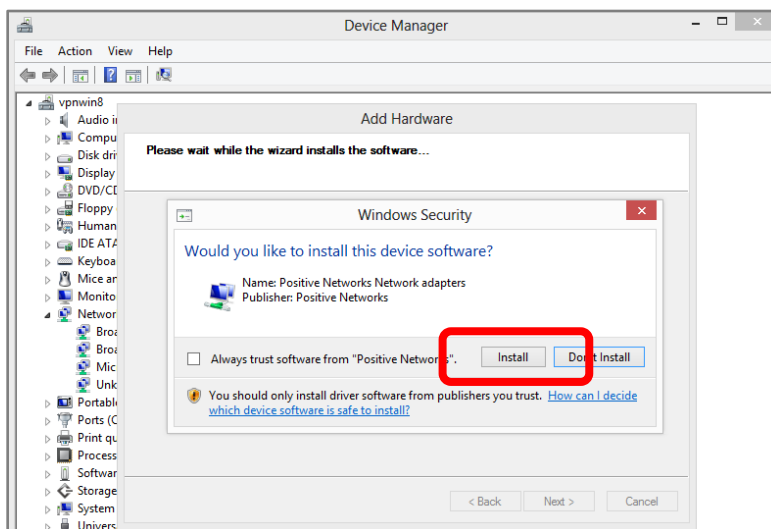 Device Manager
File Action View Help
vpnwin8
Audio i
Compu
Disk dri
Display
DVD/CD
Floppy
Human
IDE ATA
Keyboa
Mice an
Monito
Networ
Broa
Broa
Mic
Unk
Portabl
Ports (C
Print qu
Process
Softwar
Storage
System
Univers
Add Hardware
Please wait while the wizard installs the software...
Windows Security
Would you like to install this device software?
Name: Positive Networks Network adapters
Publisher: Positive Networks
Always trust software from "Positive Networks".
Install Don't Install
You should only install driver software from publishers you trust. How can I decide
which device software is safe to install?
< Back Next > Cancel